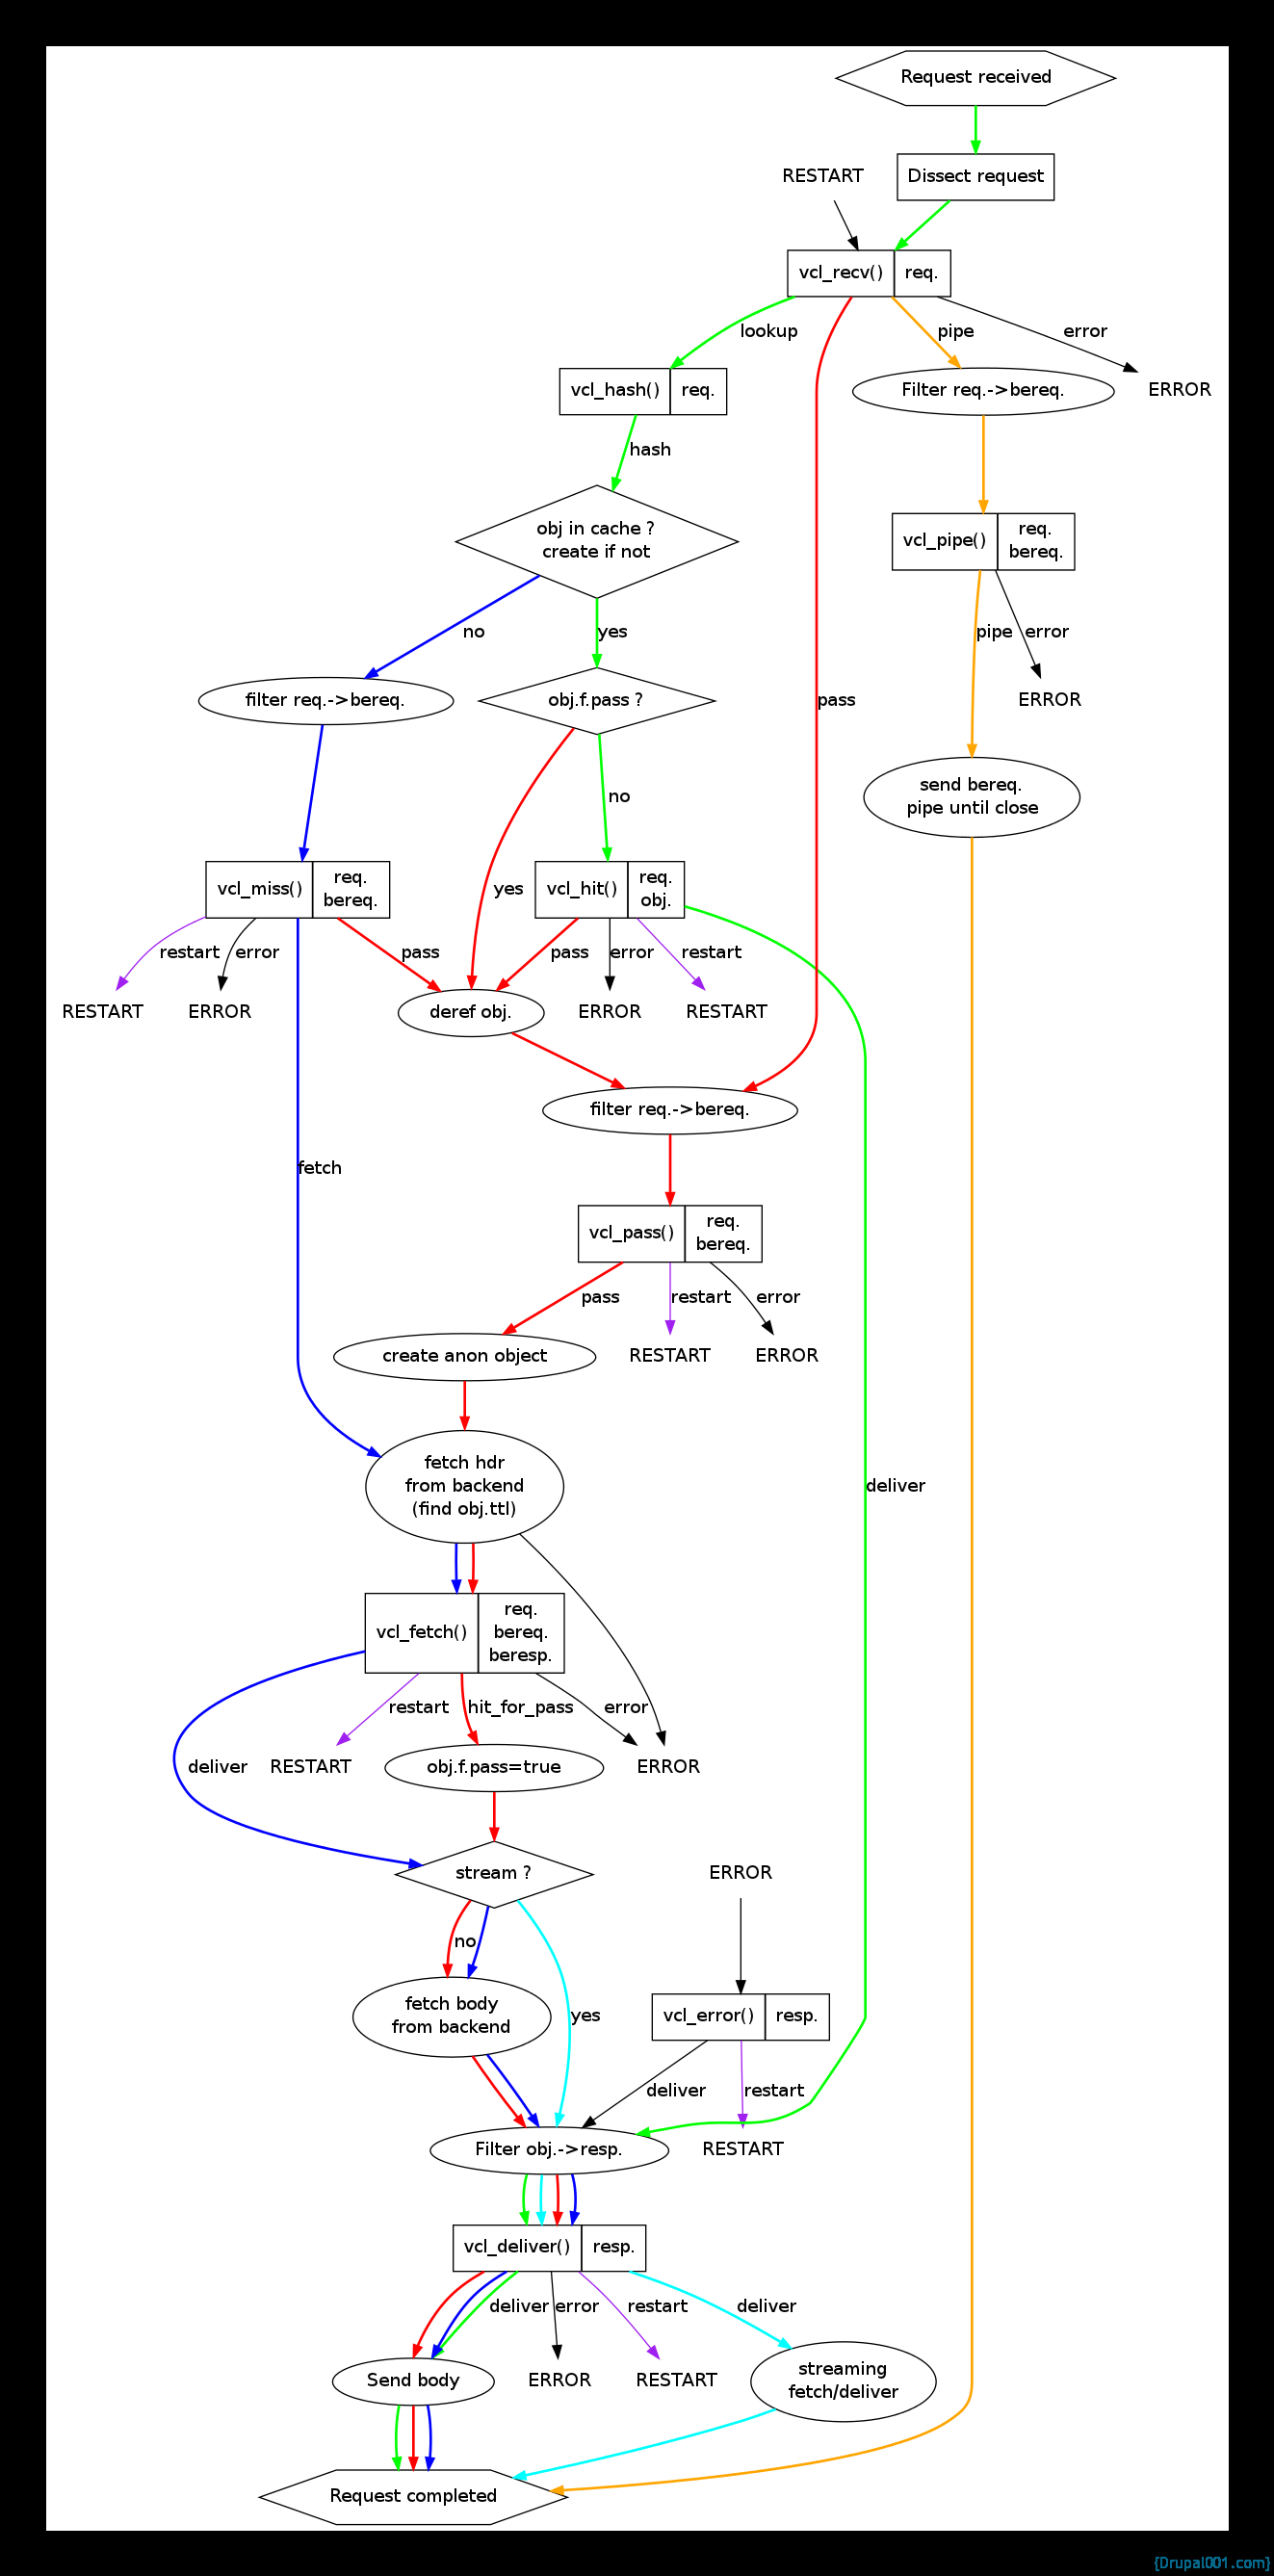 Request received
RESTART
Dissect request
vcl_recv()
req.
lookup
pipe
error
vcl_hash()
req.
Filter req.->bereq.
ERROR
hash
obj in cache ?
create if not
vcl_pipe()
req.
bereq.
no
yes
pipe
error
filter req.->bereq.
obj.f.pass ?
pass
ERROR
no
send bereq.
pipe until close
vcl_miss()
req.
bereq.
yes
vcl_hit()
req.
obj.
restart
error
pass
pass
error
restart
RESTART
ERROR
deref obj.
ERROR
RESTART
filter req.->bereq.
fetch
vcl_pass()
req.
bereq.
pass
restart
error
create anon object
RESTART
ERROR
fetch hdr
from backend
(find obj.ttl)
deliver
vcl_fetch()
req.
bereq.
beresp.
restart
hit_for_pass
error
deliver
RESTART
obj.f.pass=true
ERROR
stream ?
ERROR
no
fetch body
from backend
yes
vcl_error()
resp.
deliver
restart
Filter obj.->resp.
RESTART
vcl_deliver()
resp.
deliver
error
restart
deliver
Send body
ERROR
RESTART
streaming
fetch/deliver
Request completed
{Drupal001.com}